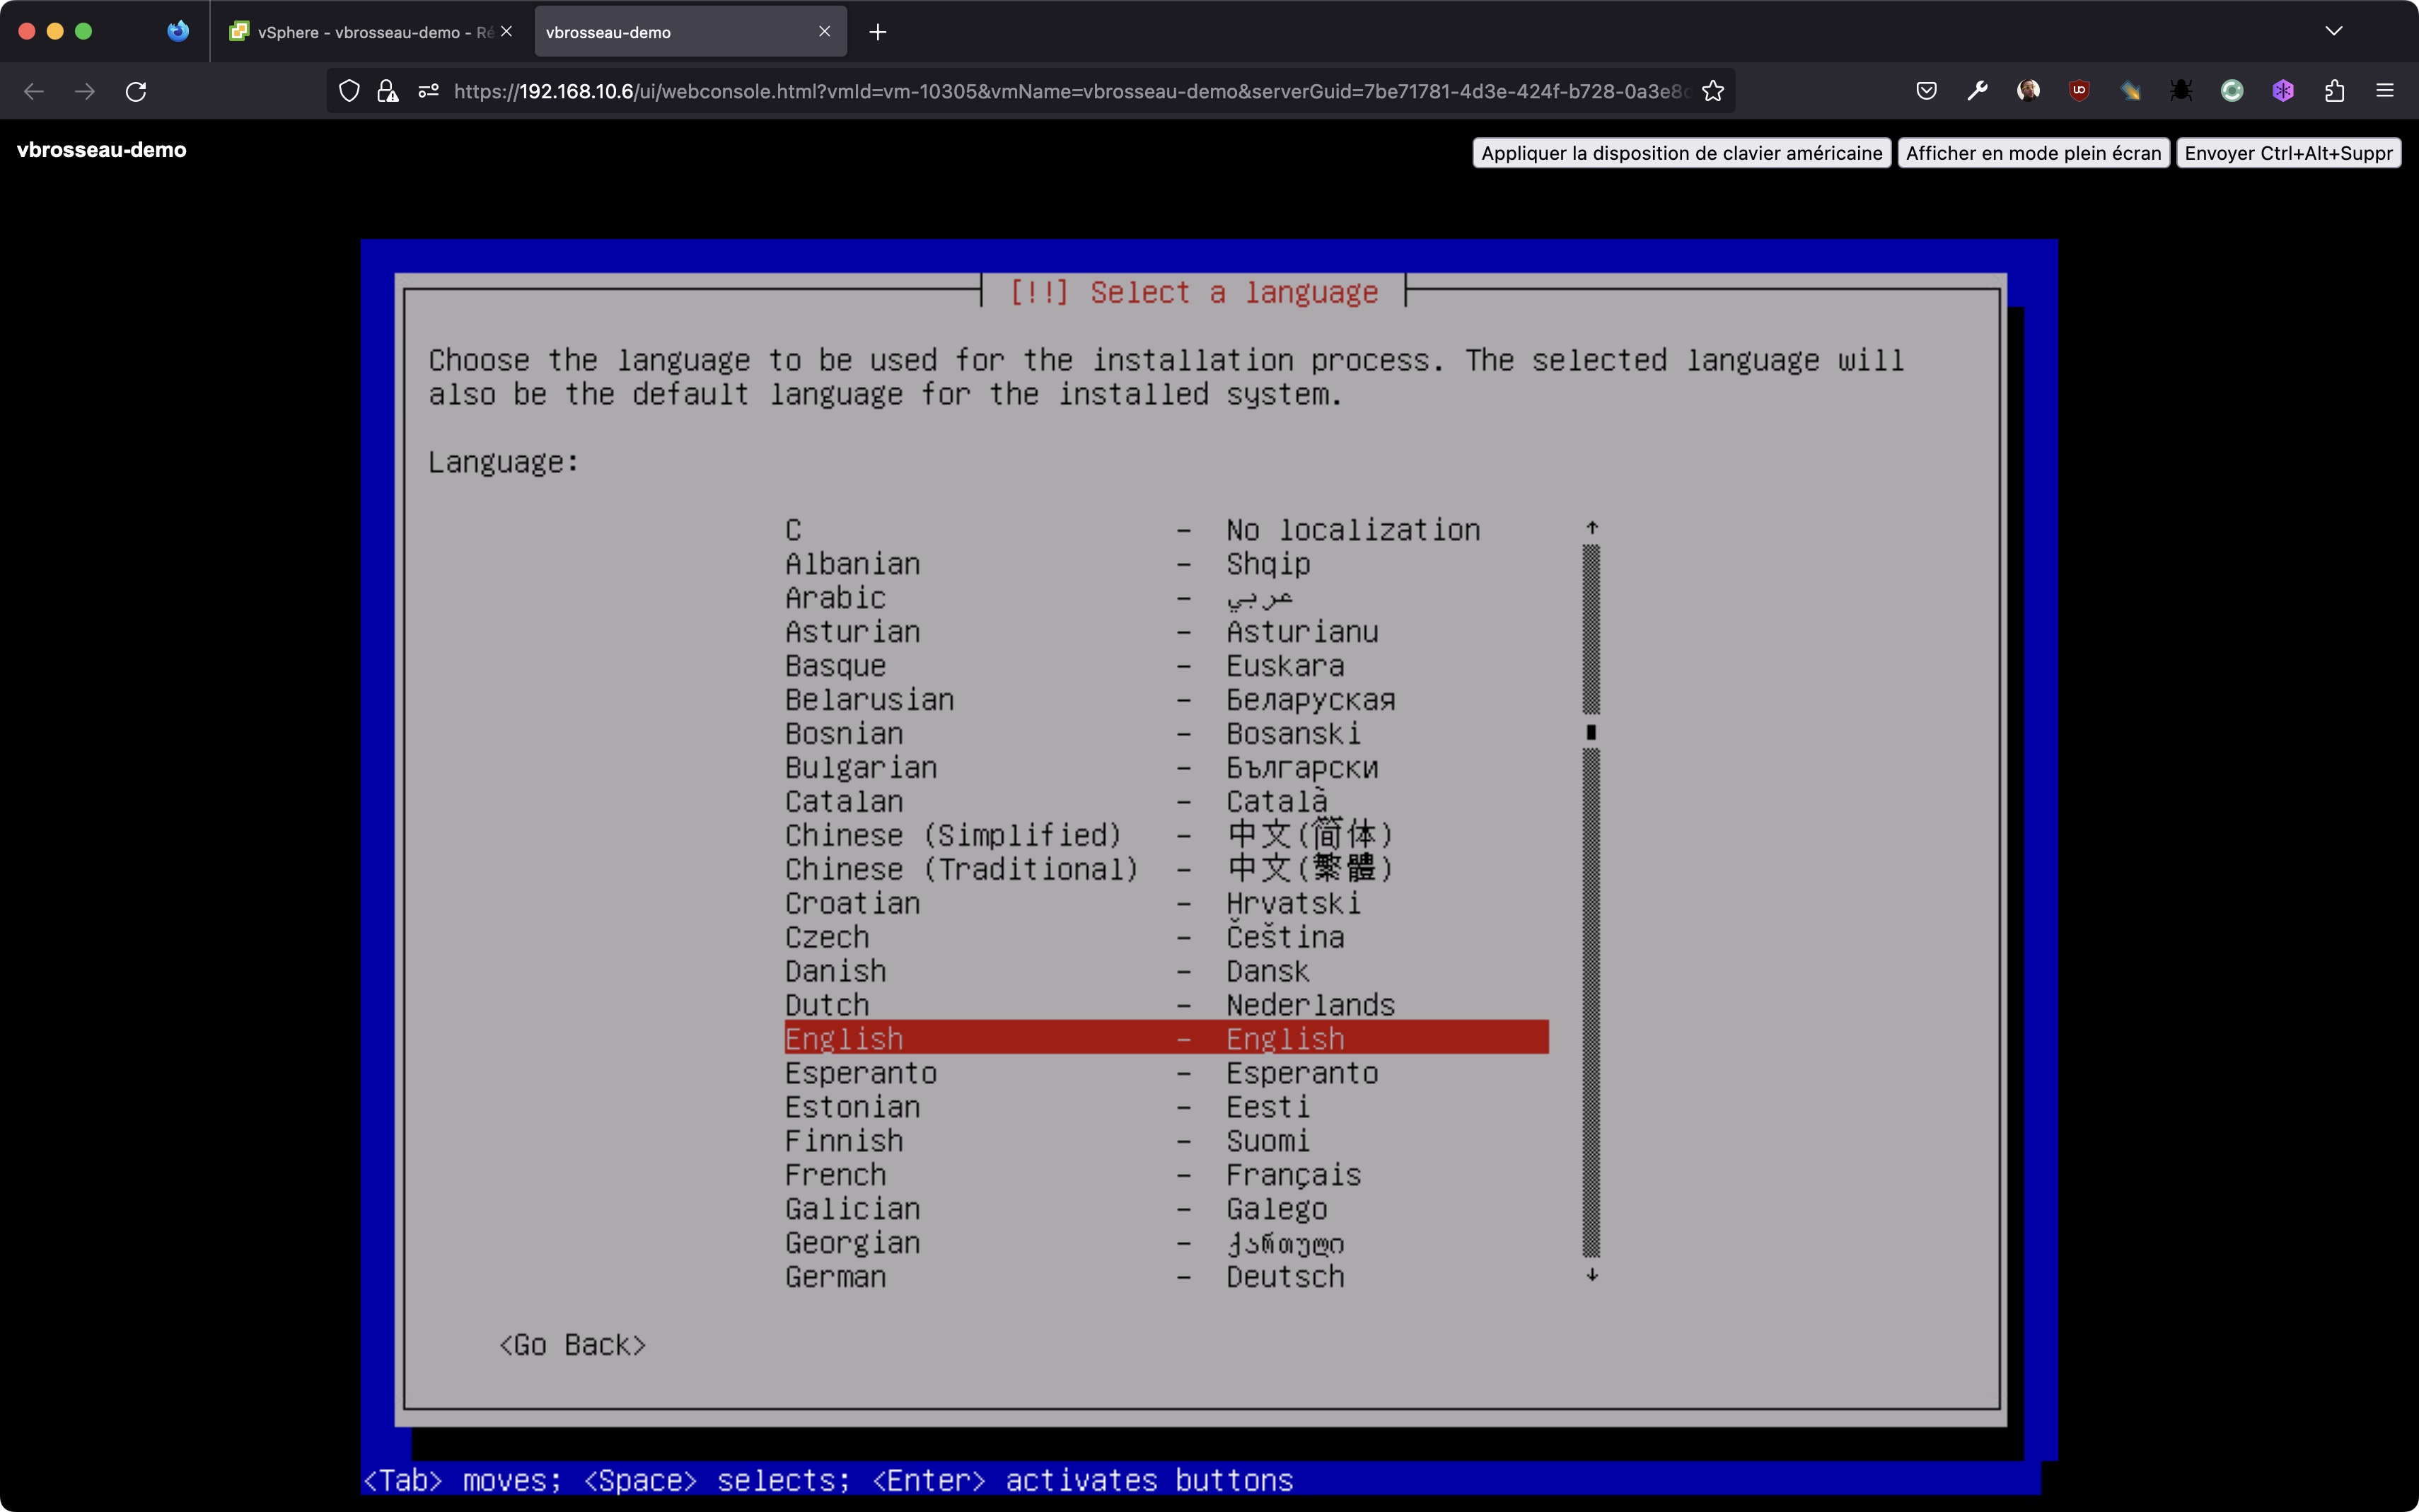 vSphere - vbrosseau-demo - Ré
vbrosseau-demo
https://192.168.10.6/ui/webconsole.html?vmId=vm-10305&vmName=vbrosseau-demo&serverGuid=7be71781-4d3e-424f-b728-0a3e8
vbrosseau-demo
Appliquer la disposition de clavier américaine
Afficher en mode plein écran
Envoyer Ctrl+Alt+Suppr
[!!] Select a language
Choose the language to be used for the installation process. The selected language will
also be the default language for the installed system.
Language:
C - No localization
Albanian - Shqip
Arabic - عربي
Asturian - Asturianu
Basque - Euskara
Belarusian - Беларуская
Bosnian - Bosanski
Bulgarian - Български
Catalan - Català
Chinese (Simplified) - 中文(简体)
Chinese (Traditional) - 中文(繁體)
Croatian - Hrvatski
Czech - Čeština
Danish - Dansk
Dutch - Nederlands
English - English
Esperanto - Esperanto
Estonian - Eesti
Finnish - Suomi
French - Français
Galician - Galego
Georgian - ქართული
German - Deutsch
<Go Back>
<Tab> moves; <Space> selects; <Enter> activates buttons